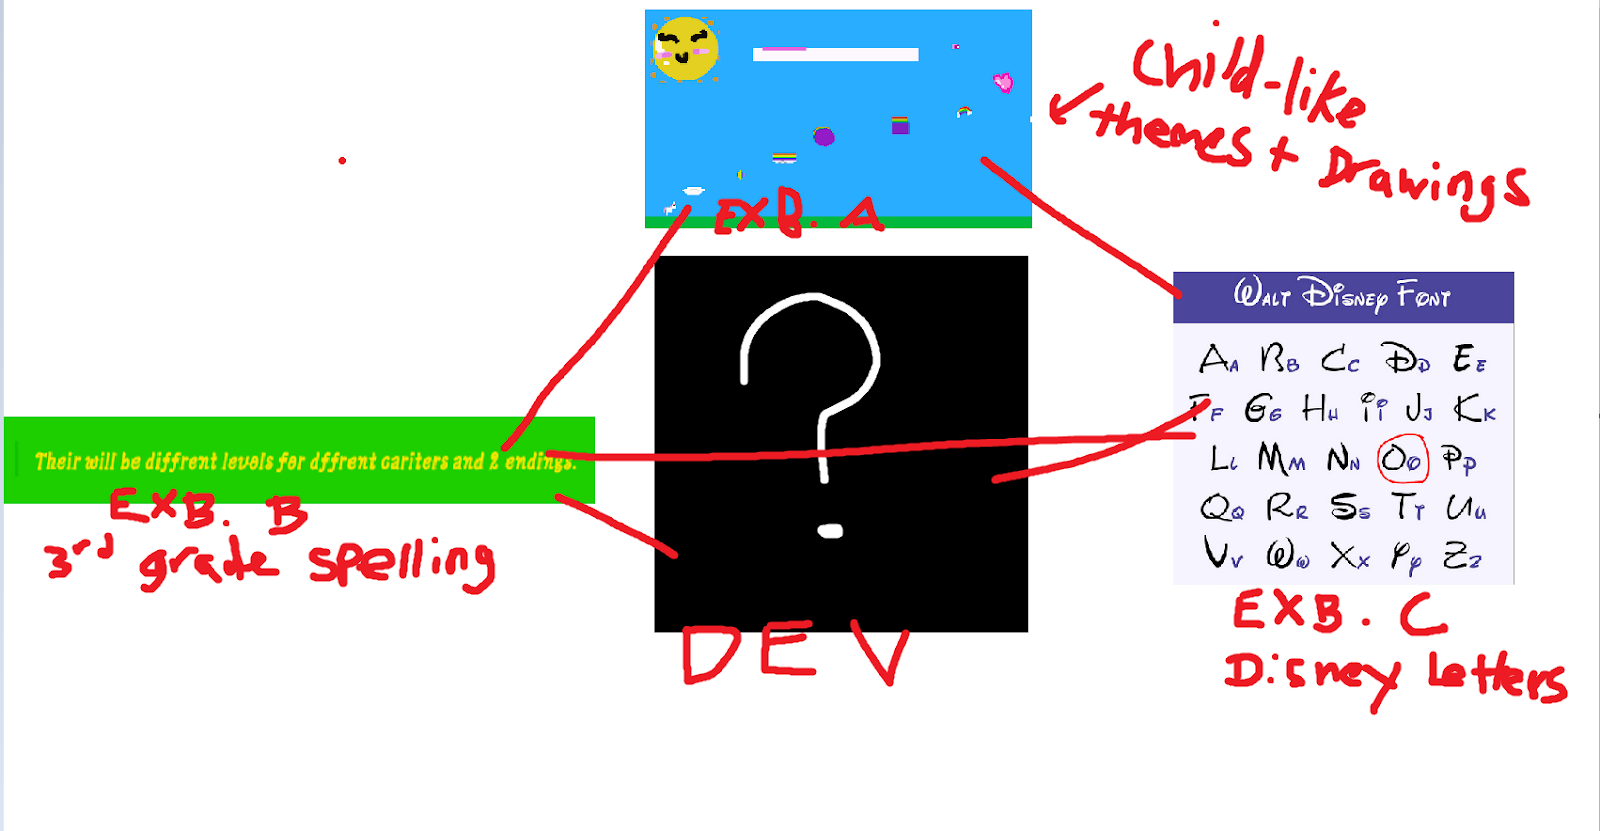 Child-like
themes + Drawings
EXB. A
WALT DISNEY FONT
AA BB CC DD EE
FF GG HH Ii JJ KK
LL MM NN OO PP
QQ RR SS TT UU
VV WW XX YY ZZ
Their will be diffrent levols for dffrent cariters and 2 endings.
EXB. B
3rd grade spelling
?
DEV
EXB. C
Disney Letters